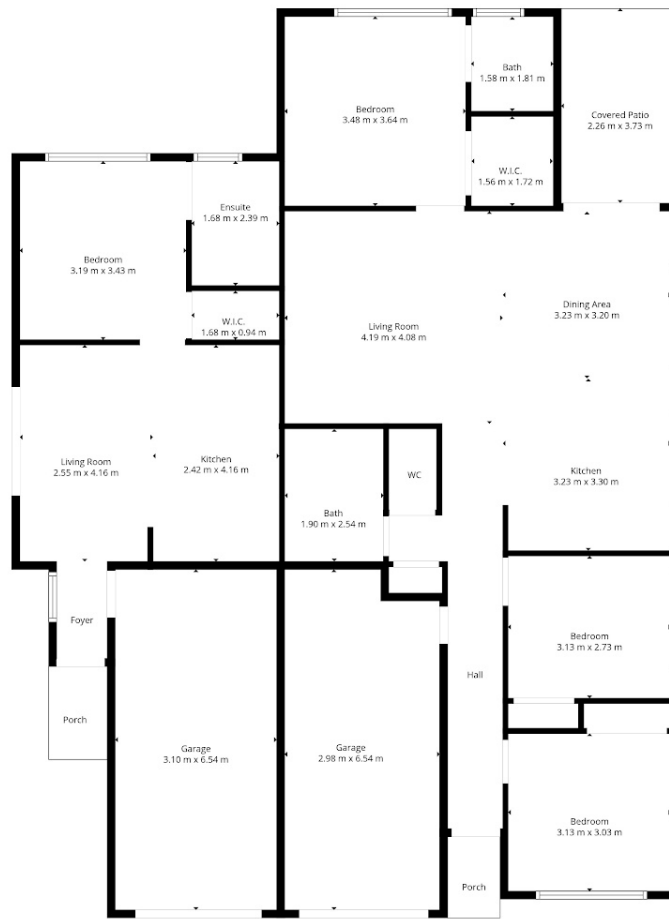 Bedroom
3.48 m x 3.64 m
Bath
1.58 m x 1.81 m
Covered Patio
2.26 m x 3.73 m
W.I.C.
1.56 m x 1.72 m
Ensuite
1.68 m x 2.39 m
Bedroom
3.19 m x 3.43 m
W.I.C.
1.68 m x 0.94 m
Living Room
4.19 m x 4.08 m
Dining Area
3.23 m x 3.20 m
Living Room
2.55 m x 4.16 m
Kitchen
2.42 m x 4.16 m
WC
Kitchen
3.23 m x 3.30 m
Bath
1.90 m x 2.54 m
Foyer
Bedroom
3.13 m x 2.73 m
Hall
Porch
Garage
3.10 m x 6.54 m
Garage
2.98 m x 6.54 m
Bedroom
3.13 m x 3.03 m
Porch